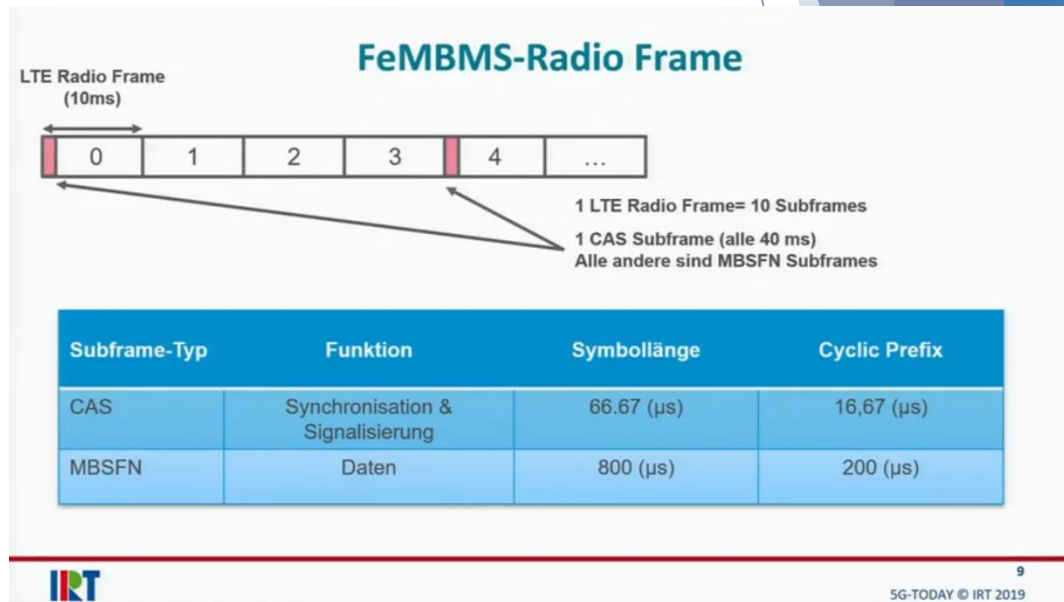 FeMBMS-Radio Frame
LTE Radio Frame
(10ms)
0 1 2 3 4 ...
1 LTE Radio Frame= 10 Subframes
1 CAS Subframe (alle 40 ms)
Alle andere sind MBSFN Subframes
Subframe-Typ Funktion Symbollänge Cyclic Prefix
CAS Synchronisation & 66.67 (µs) 16,67 (µs)
Signalisierung
MBSFN Daten 800 (µs) 200 (µs)
9
IRT
5G-TODAY © IRT 2019